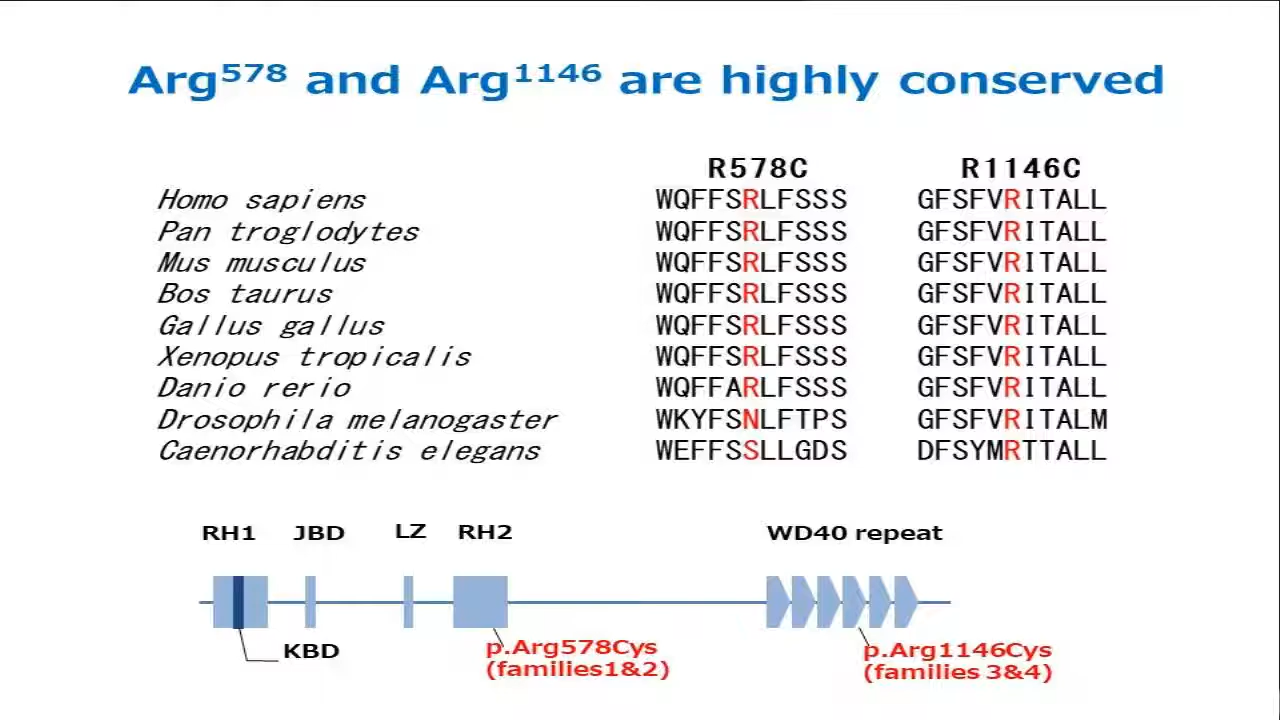 Arg578 and Arg1146 are highly conserved
R578C R1146C
Homo sapiens WQFFSRLFSSS GFSFVRITALL
Pan troglodytes WQFFSRLFSSS GFSFVRITALL
Mus musculus WQFFSRLFSSS GFSFVRITALL
Bos taurus WQFFSRLFSSS GFSFVRITALL
Gallus gallus WQFFSRLFSSS GFSFVRITALL
Xenopus tropicalis WQFFSRLFSSS GFSFVRITALL
Danio rerio WQFFARLFSSS GFSFVRITALL
Drosophila melanogaster WKYFSNLFTPS GFSFVRITALM
Caenorhabditis elegans WEFFSSLLGDS DFSYMRTTALL
RH1 JBD LZ RH2 WD40 repeat
KBD
p.Arg578Cys
(families1&2)
p.Arg1146Cys
(families 3&4)